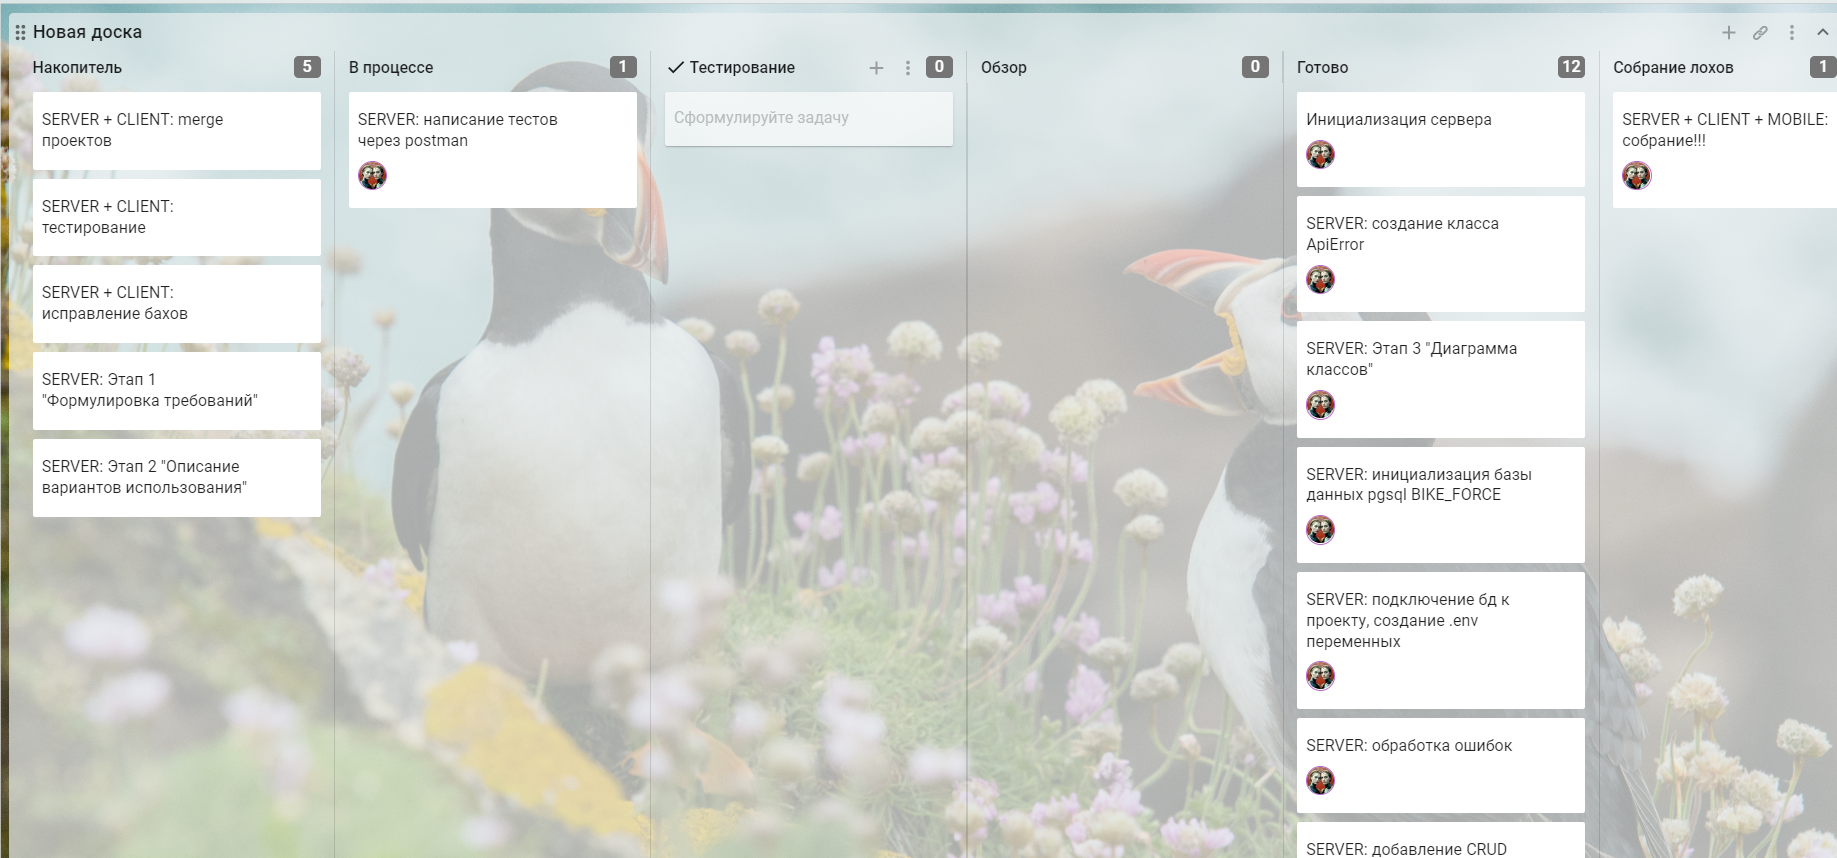 Новая доска
Накопитель 5
SERVER + CLIENT: merge
проектов
SERVER + CLIENT:
тестирование
SERVER + CLIENT:
исправление бахов
SERVER: Этап 1
"Формулировка требований"
SERVER: Этап 2 "Описание
вариантов использования"
В процессе 1
SERVER: написание тестов
через postman
Тестирование 0
Сформулируйте задачу
Обзор 0
Готово 12
Инициализация сервера
SERVER: создание класса
ApiError
SERVER: Этап 3 "Диаграмма
классов"
SERVER: инициализация базы
данных pgsql BIKE_FORCE
SERVER: подключение бд к
проекту, создание .env
переменных
SERVER: обработка ошибок
SERVER: добавление CRUD
Собрание лохов 1
SERVER + CLIENT + MOBILE:
собрание!!!